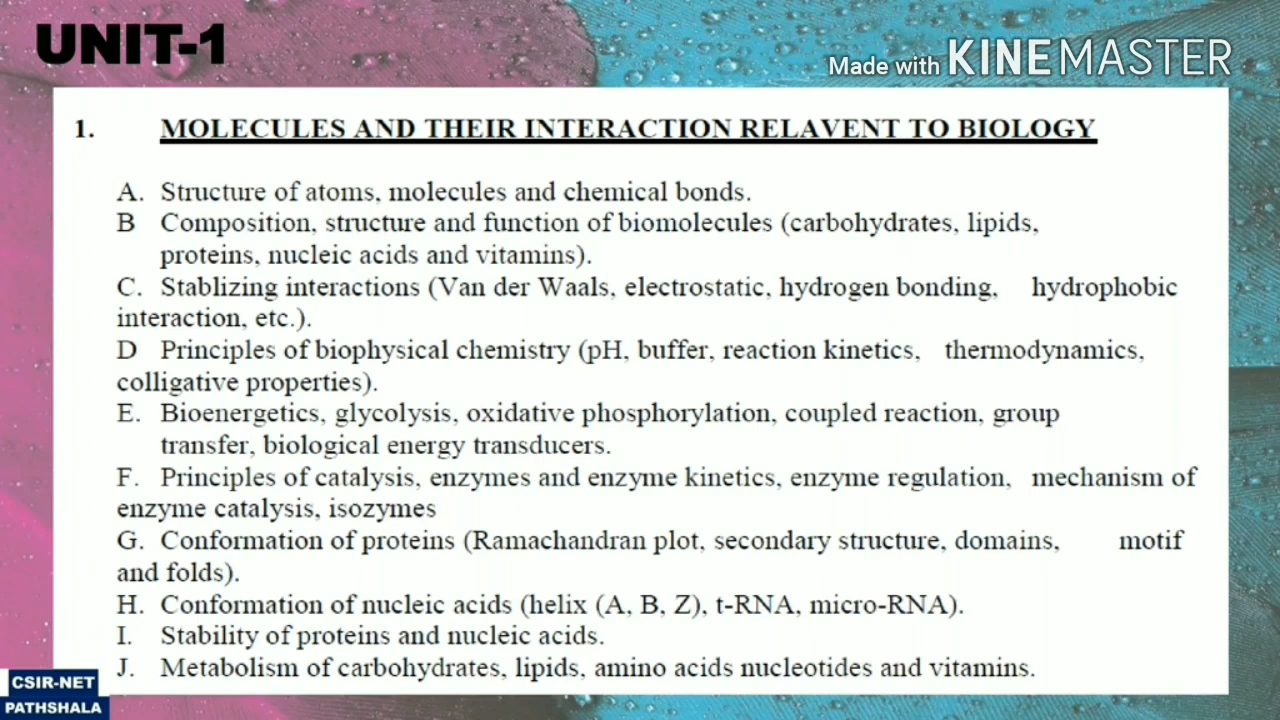 UNIT-1
Made with KINEMASTER
1. MOLECULES AND THEIR INTERACTION RELAVENT TO BIOLOGY
A. Structure of atoms, molecules and chemical bonds.
B Composition, structure and function of biomolecules (carbohydrates, lipids,
proteins, nucleic acids and vitamins).
C. Stablizing interactions (Van der Waals, electrostatic, hydrogen bonding, hydrophobic
interaction, etc.).
D Principles of biophysical chemistry (pH, buffer, reaction kinetics, thermodynamics,
colligative properties).
E. Bioenergetics, glycolysis, oxidative phosphorylation, coupled reaction, group
transfer, biological energy transducers.
F. Principles of catalysis, enzymes and enzyme kinetics, enzyme regulation, mechanism of
enzyme catalysis, isozymes
G. Conformation of proteins (Ramachandran plot, secondary structure, domains, motif
and folds).
H. Conformation of nucleic acids (helix (A, B, Z), t-RNA, micro-RNA).
I. Stability of proteins and nucleic acids.
J. Metabolism of carbohydrates, lipids, amino acids nucleotides and vitamins.
CSIR-NET
PATHSHALA